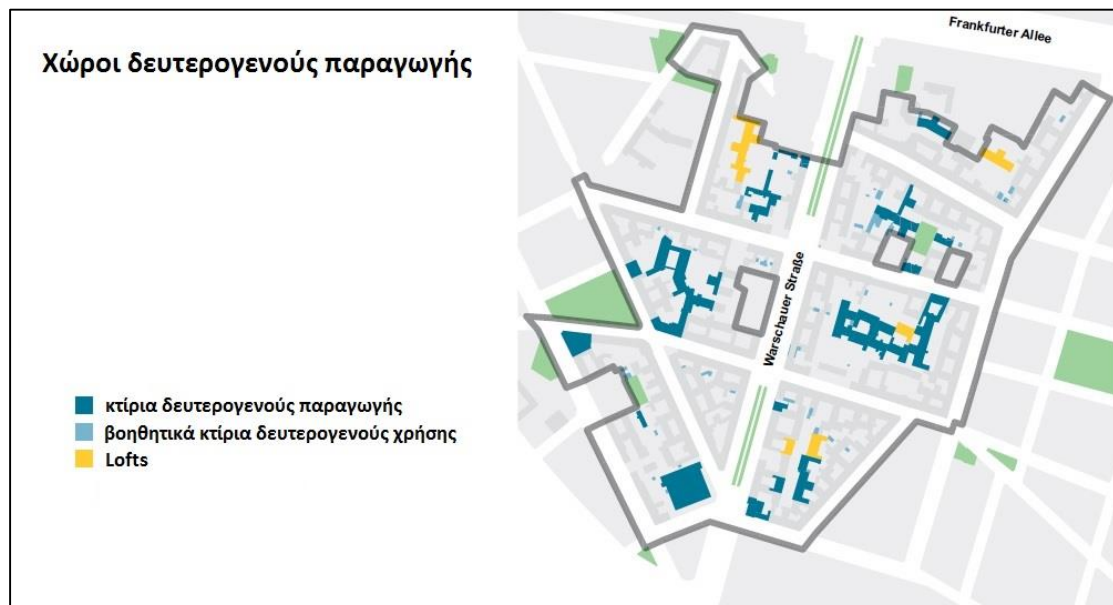 Χώροι δευτερογενούς παραγωγής
Frankfurter Allee
Warschauer Straße
κτίρια δευτερογενούς παραγωγής
βοηθητικά κτίρια δευτερογενούς χρήσης
Lofts